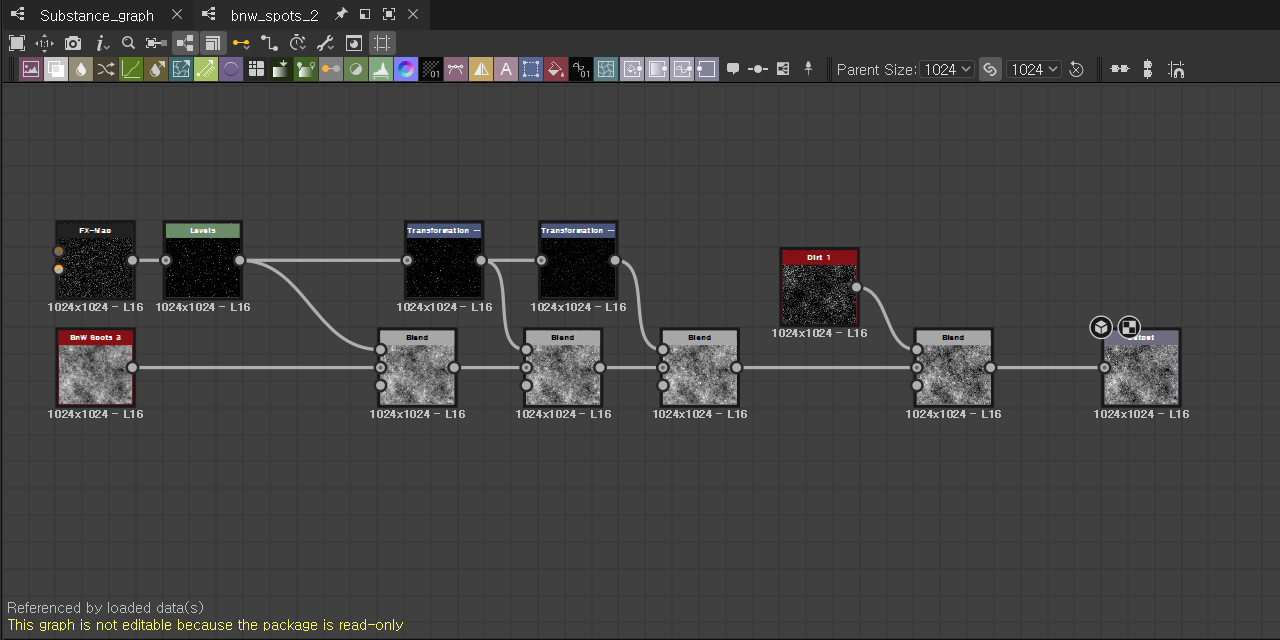 Substance_graph
bnw_spots_2
Parent Size: 1024 1024
FX-Map
Levels
Transformation
Transformation
1024x1024 - L16
1024x1024 - L16
1024x1024 - L16
1024x1024 - L16
Dirt 1
1024x1024 - L16
BnW Spots 3
Blend
Blend
Blend
Blend
1024x1024 - L16
1024x1024 - L16
1024x1024 - L16
1024x1024 - L16
1024x1024 - L16
1024x1024 - L16
Referenced by loaded data(s)
This graph is not editable because the package is read-only